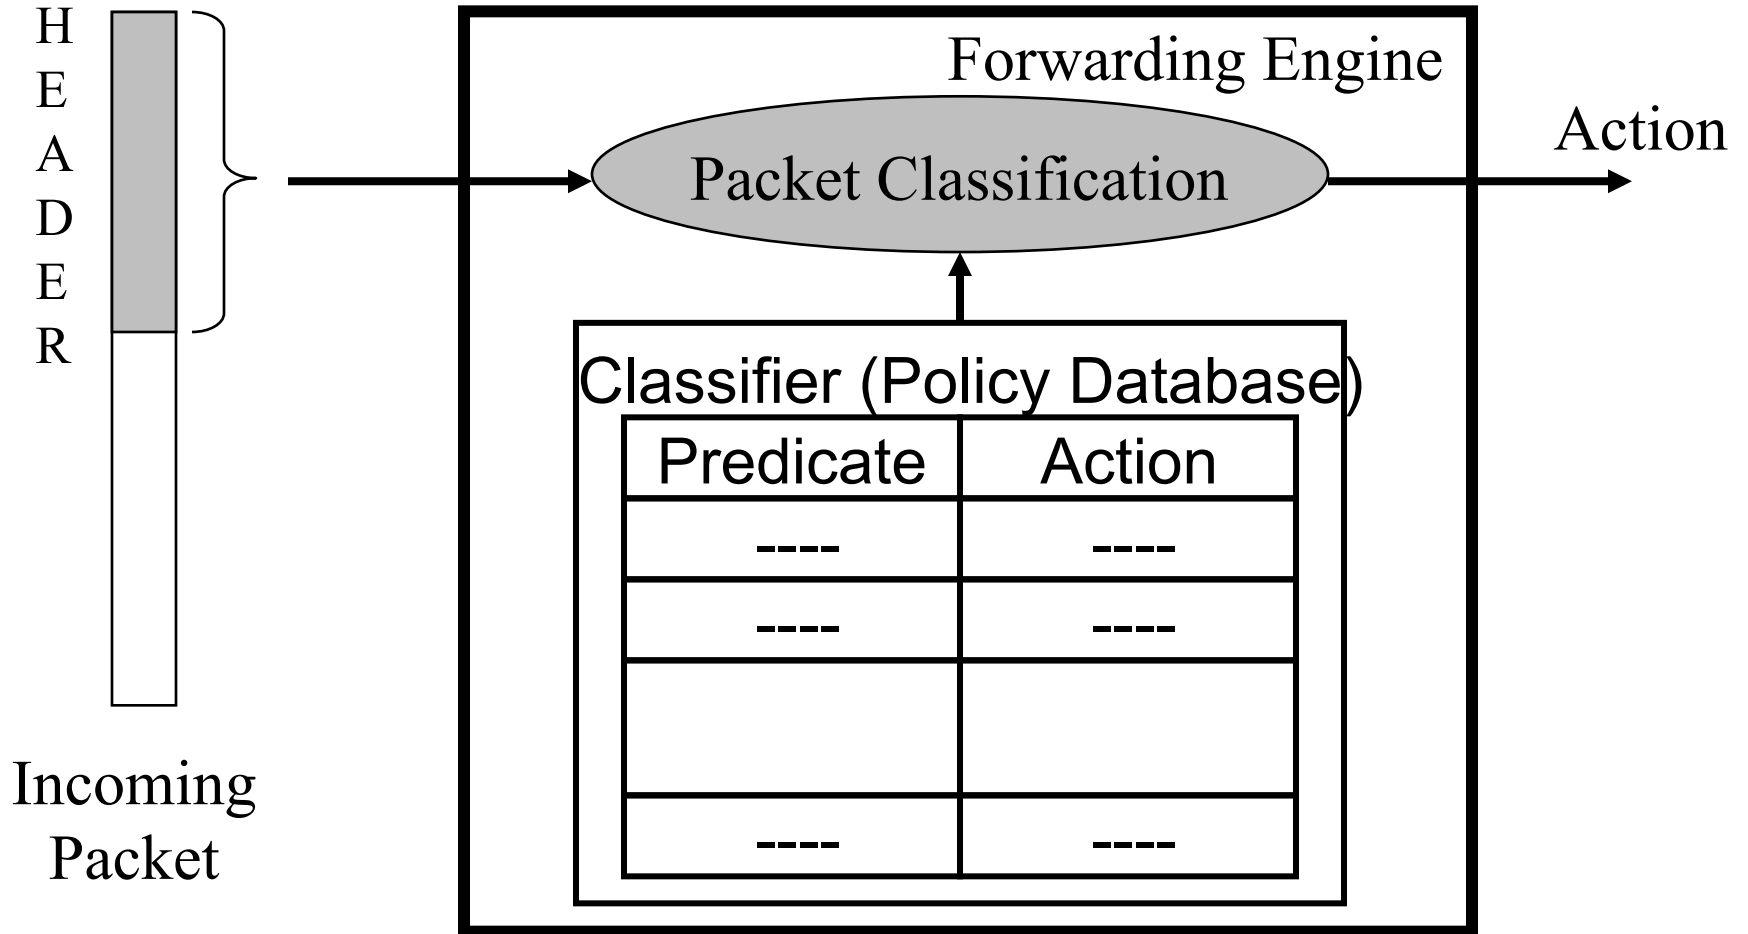 H
E
A
D
E
R
Incoming
Packet
Forwarding Engine
Packet Classification
Action
Classifier (Policy Database)
Predicate Action
---- ----
---- ----
---- ----